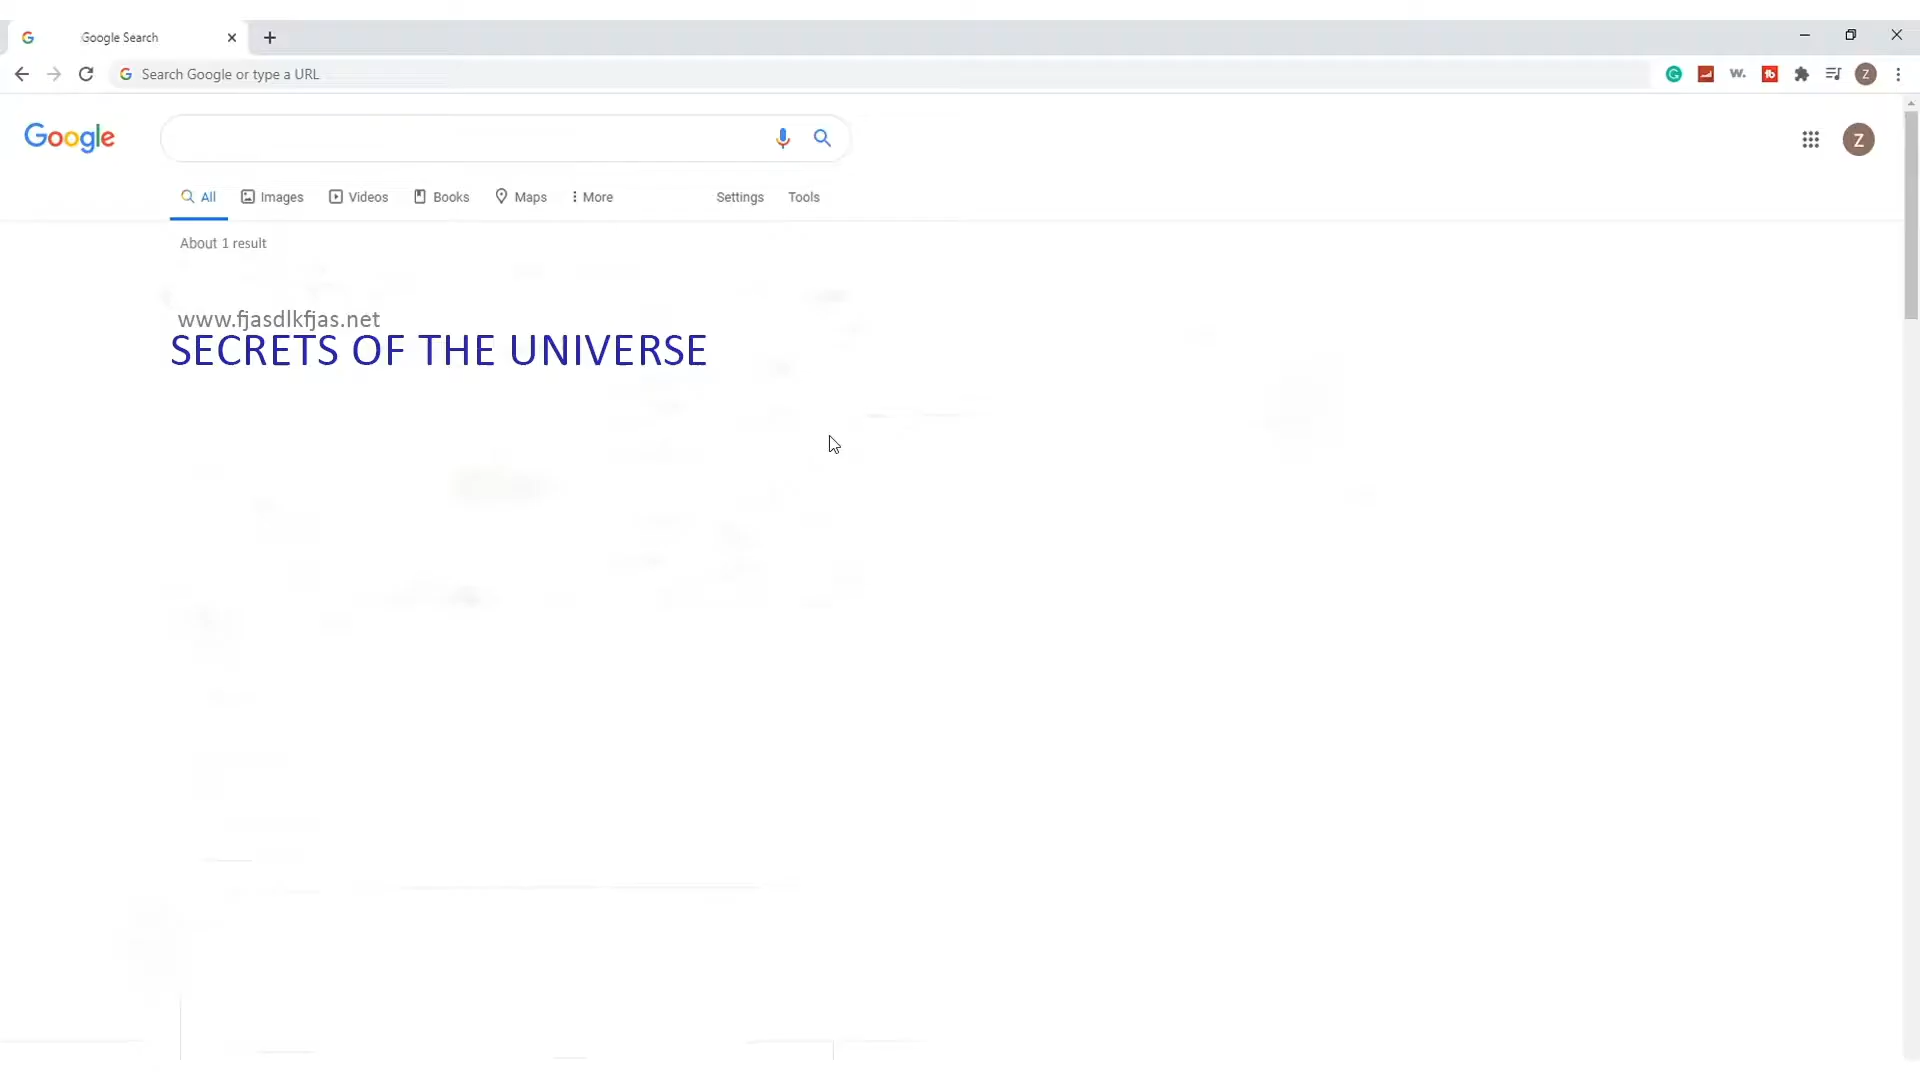 Google Search
Search Google or type a URL
Google
Z
All Images Videos Books Maps More Settings Tools
About 1 result
www.fjasdlkfjas.net
SECRETS OF THE UNIVERSE